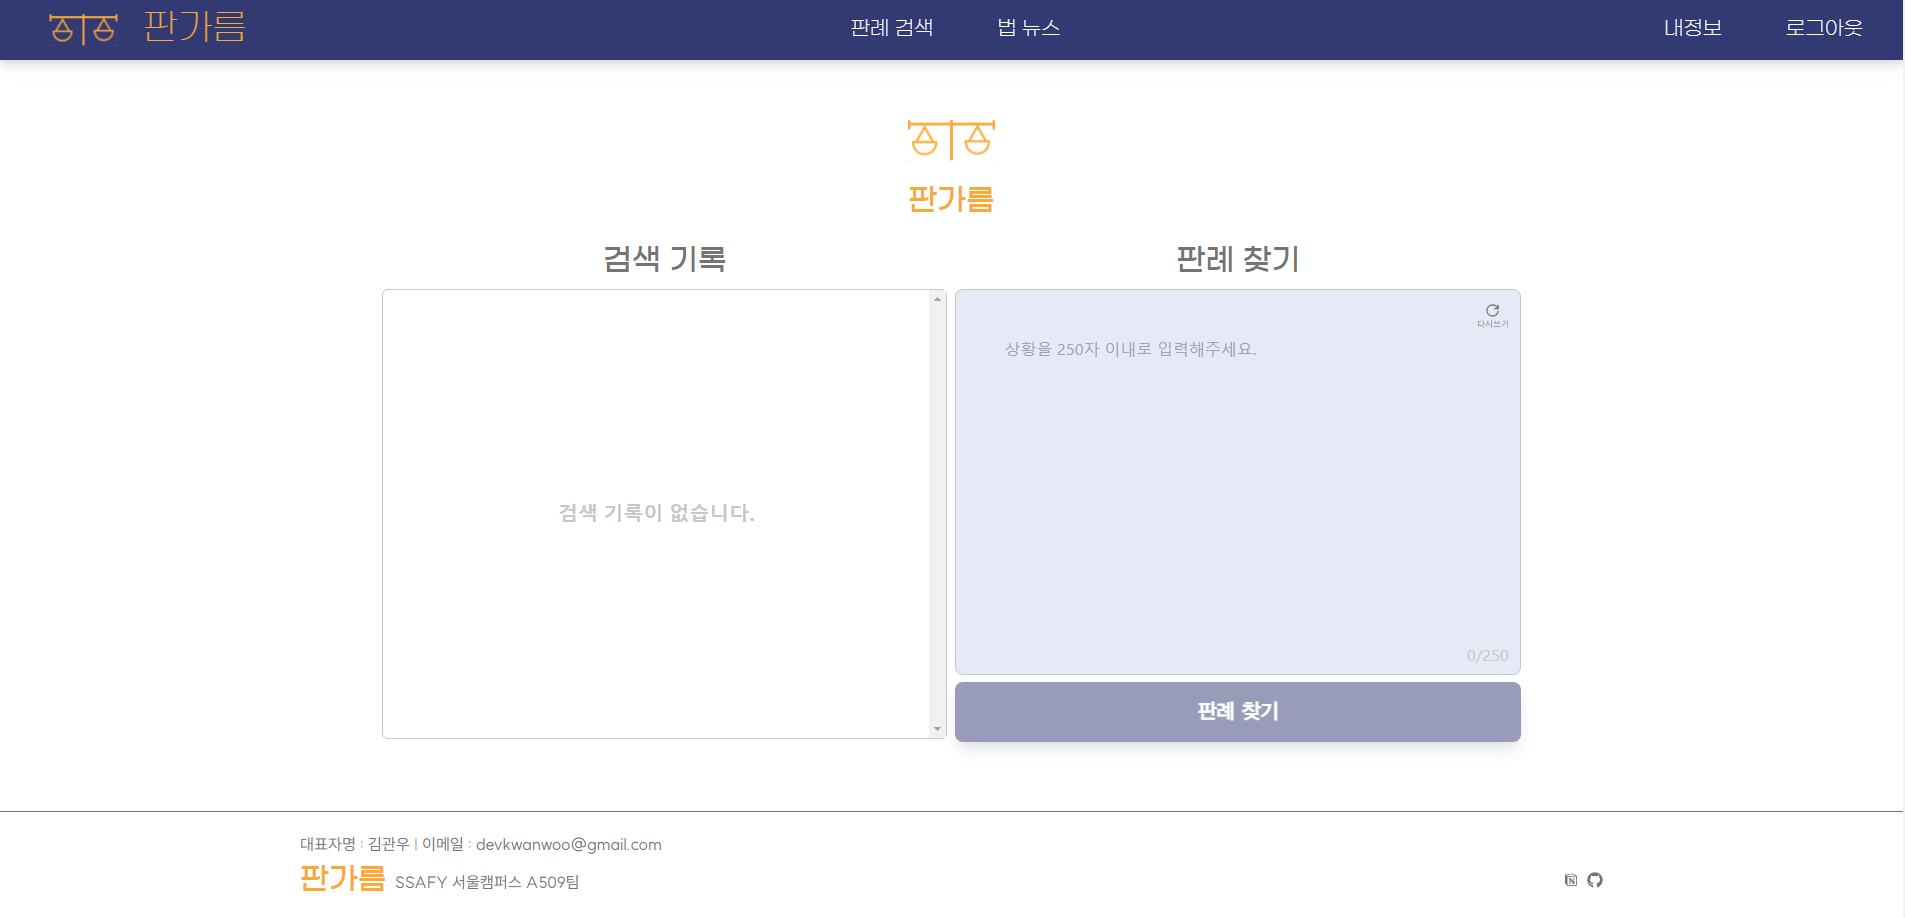 판가름
판례 검색
법 뉴스
내정보
로그아웃
판가름
검색 기록
판례 찾기
검색 기록이 없습니다.
다시쓰기
상황을 250자 이내로 입력해주세요.
0/250
판례 찾기
대표자명 : 김관우 | 이메일 : devkwanwoo@gmail.com
판가름 SSAFY 서울캠퍼스 A509팀